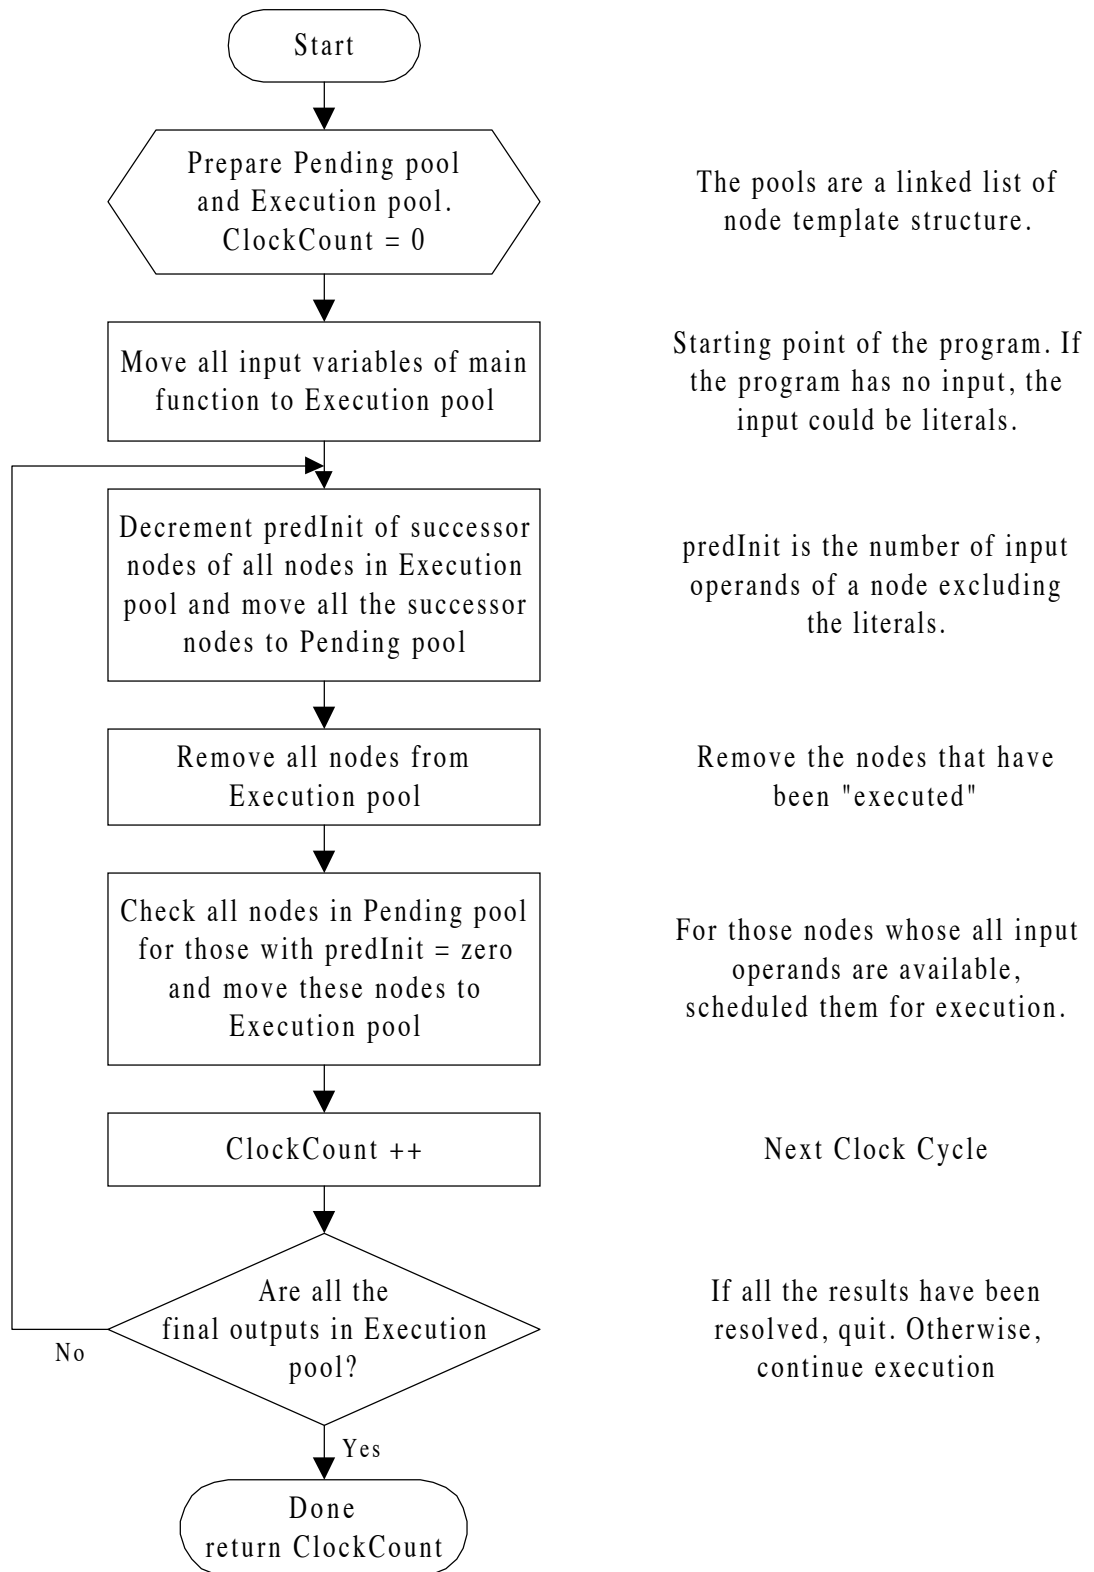 Start
Prepare Pending pool
and Execution pool.
ClockCount = 0
The pools are a linked list of
node template structure.
Move all input variables of main
function to Execution pool
Starting point of the program. If
the program has no input, the
input could be literals.
Decrement predInit of successor
nodes of all nodes in Execution
pool and move all the successor
nodes to Pending pool
predInit is the number of input
operands of a node excluding
the literals.
Remove all nodes from
Execution pool
Remove the nodes that have
been "executed"
Check all nodes in Pending pool
for those with predInit = zero
and move these nodes to
Execution pool
For those nodes whose all input
operands are available,
scheduled them for execution.
ClockCount ++
Next Clock Cycle
Are all the
final outputs in Execution
pool?
If all the results have been
resolved, quit. Otherwise,
continue execution
No
Yes
Done
return ClockCount